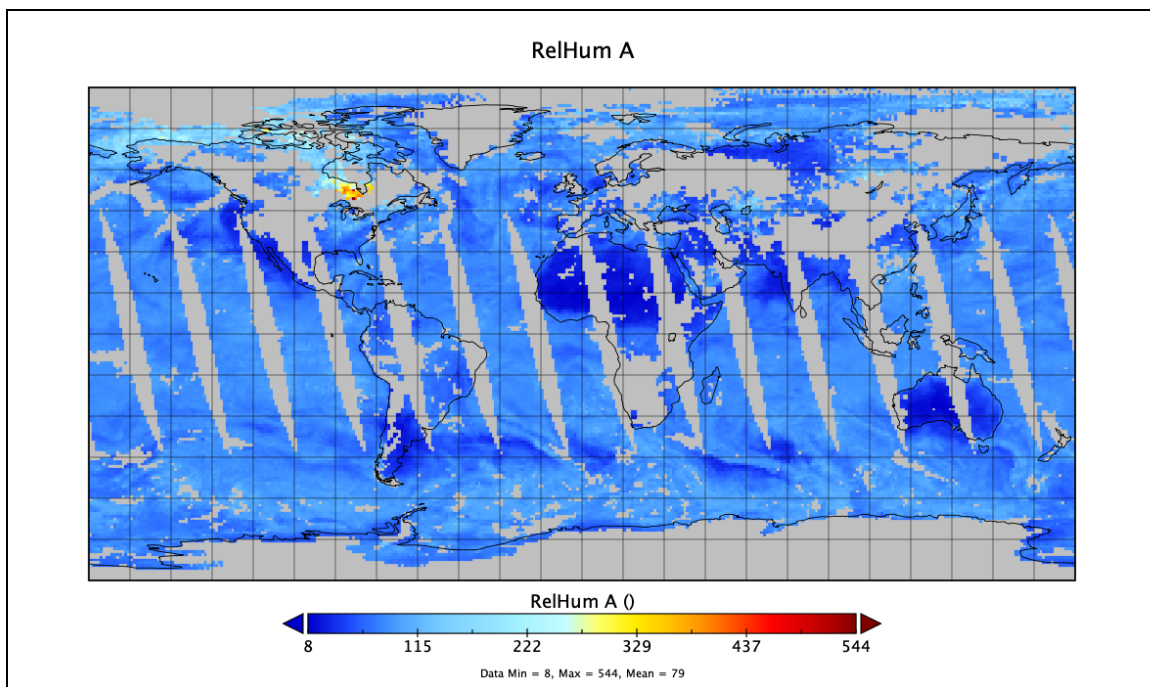 RelHum A
RelHum A ()
8 115 222 329 437 544
Data Min = 8, Max = 544, Mean = 79